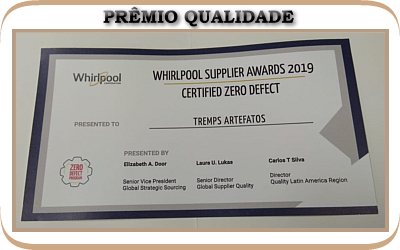 PRÊMIO QUALIDADE
Whirlpool
CORPORATION
WHIRLPOOL SUPPLIER AWARDS 2019
CERTIFIED ZERO DEFECT
PRESENTED TO
TREMPS ARTEFATOS
PRESENTED BY
Elizabeth A. Door
Laura U. Lukas
Carlos T Silva
Senior Vice President
Global Strategic Sourcing
Senior Director
Global Supplier Quality
Director
Quality Latin America Region
ZERO
DEFECT
PROGRAM